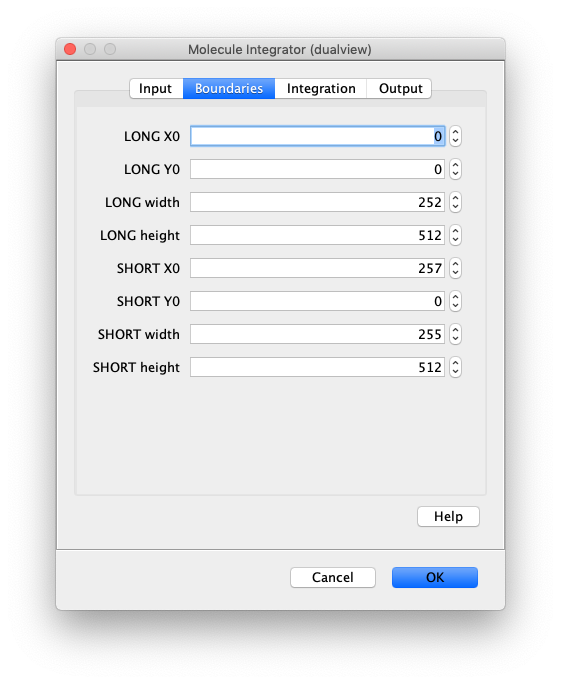 Molecule Integrator (dualview)
Input Boundaries Integration Output
LONG X0 0
LONG Y0 0
LONG width 252
LONG height 512
SHORT X0 257
SHORT Y0 0
SHORT width 255
SHORT height 512
Help
Cancel OK